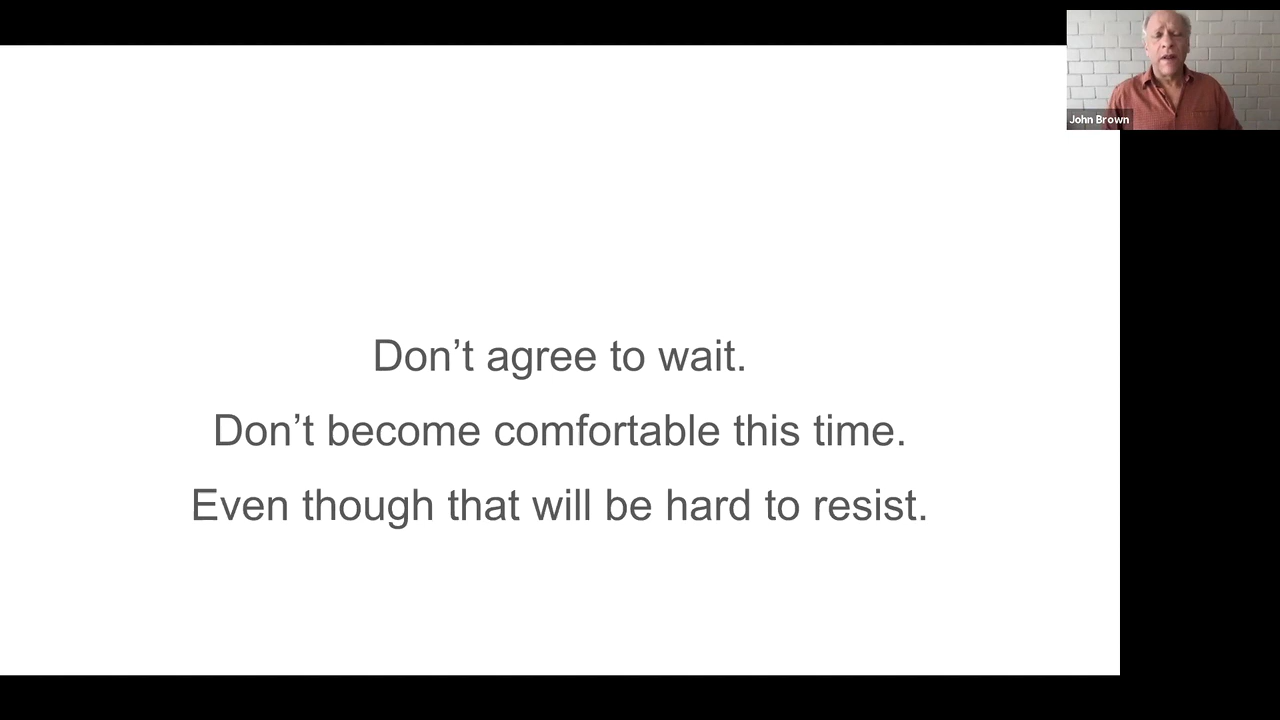 John Brown
Don’t agree to wait.
Don’t become comfortable this time.
Even though that will be hard to resist.